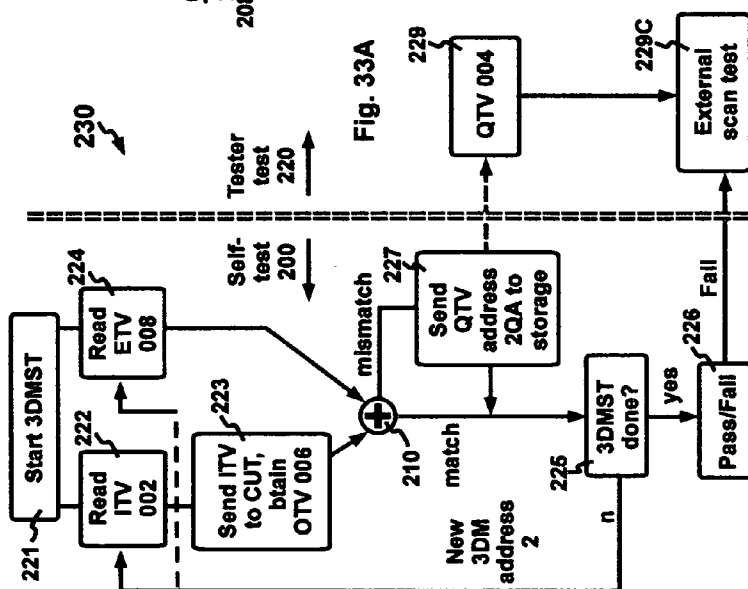 208
230
Self-
test
200
Tester
test
220
221
Start 3DMST
222
Read
ITV
002
224
Read
ETV
008
223
Send ITV
to CUT,
btain
OTV 006
210
mismatch
match
227
Send
QTV
address
2QA to
storage
229
QTV 004
Fig. 33A
New
3DM
address
2
225
3DMST
done?
n
yes
226
Pass/Fail
Fail
229C
External
scan test